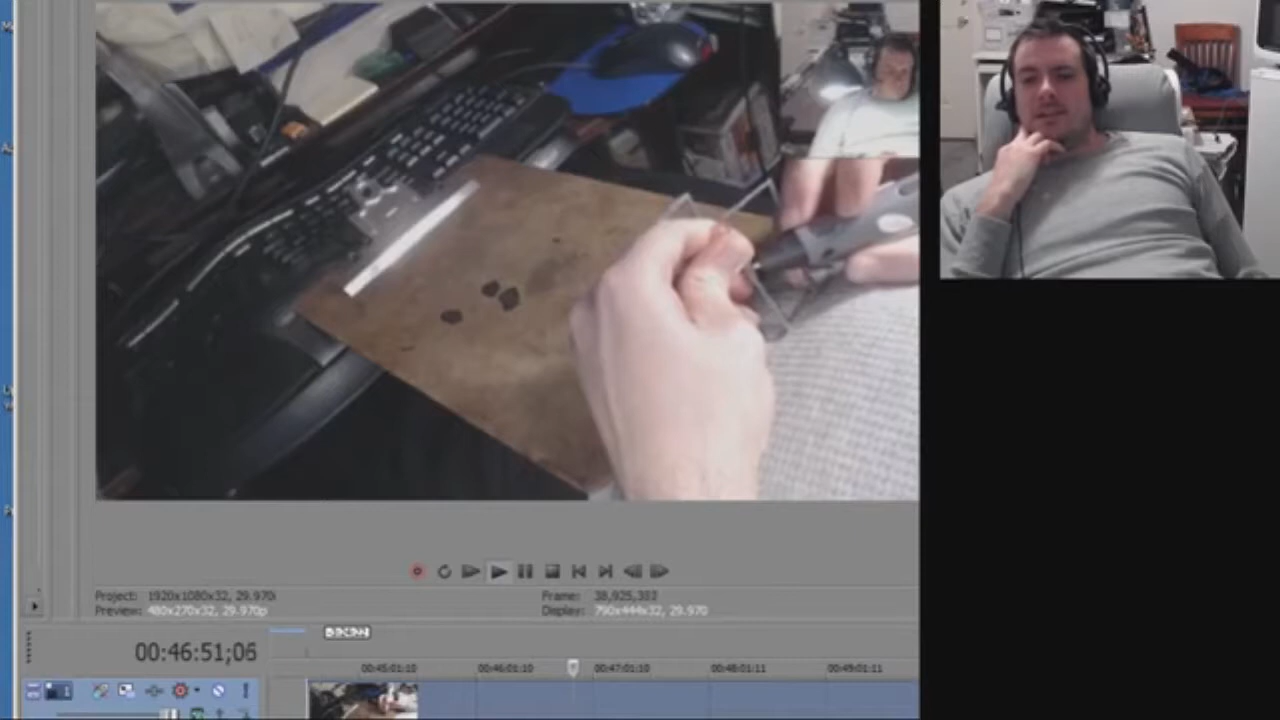 Project: 1920x1080x32, 29.970i
Frame: 38,925,383
Preview: 480x270x32, 29.970p
Display: 790x444x32, 29.970
00:46:51;06
00:45:01:10
00:46:01:10
00:47:01:10
00:48:01:11
00:49:01:11
1